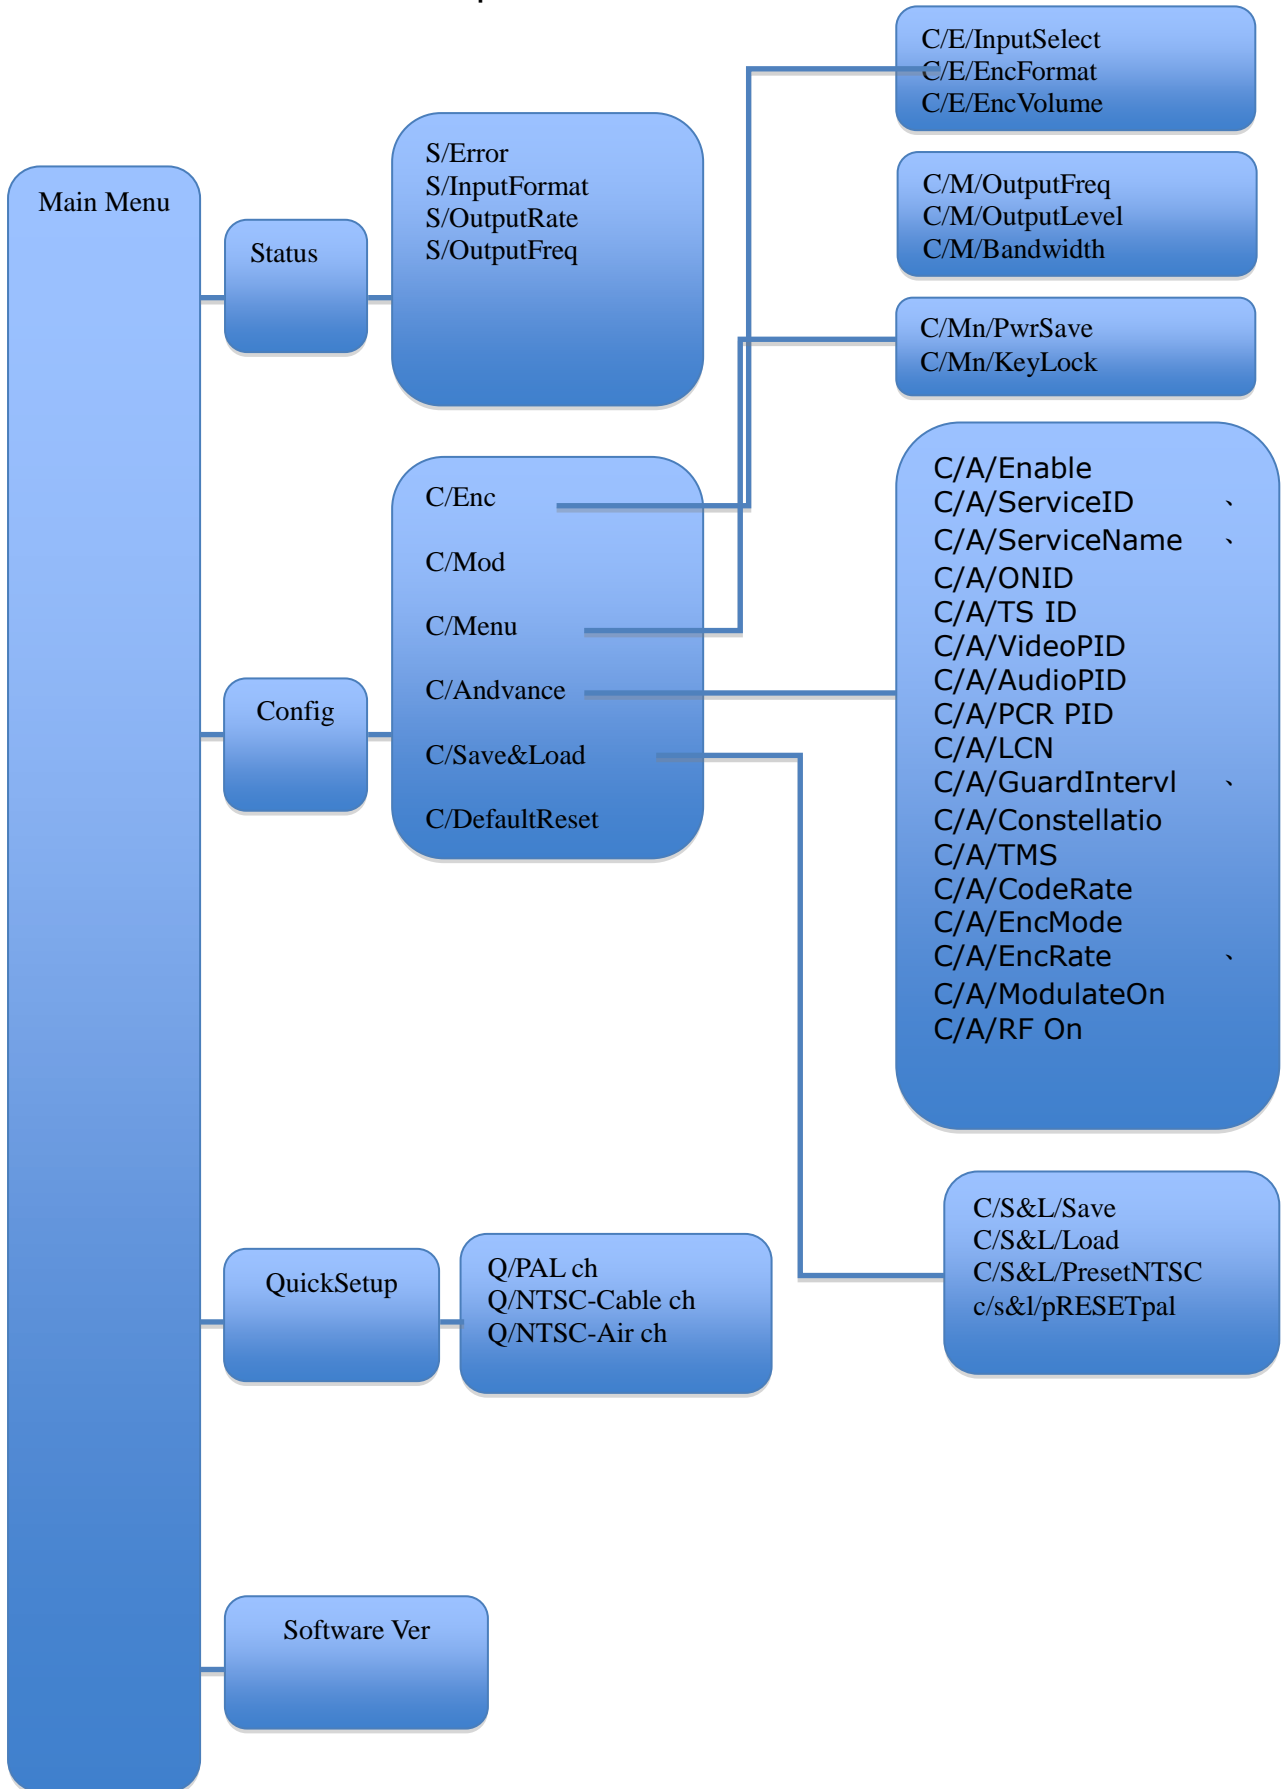 Main Menu
Status
S/Error
S/InputFormat
S/OutputRate
S/OutputFreq
Config
C/Enc
C/Mod
C/Menu
C/Andvance
C/Save&Load
C/DefaultReset
C/E/InputSelect
C/E/EncFormat
C/E/EncVolume
C/M/OutputFreq
C/M/OutputLevel
C/M/Bandwidth
C/Mn/PwrSave
C/Mn/KeyLock
C/A/Enable
C/A/ServiceID 、
C/A/ServiceName 、
C/A/ONID
C/A/TS ID
C/A/VideoPID
C/A/AudioPID
C/A/PCR PID
C/A/LCN
C/A/GuardIntervl 、
C/A/Constellatio
C/A/TMS
C/A/CodeRate
C/A/EncMode
C/A/EncRate 、
C/A/ModulateOn
C/A/RF On
C/S&L/Save
C/S&L/Load
C/S&L/PresetNTSC
c/s&l/pRESETpal
QuickSetup
Q/PAL ch
Q/NTSC-Cable ch
Q/NTSC-Air ch
Software Ver